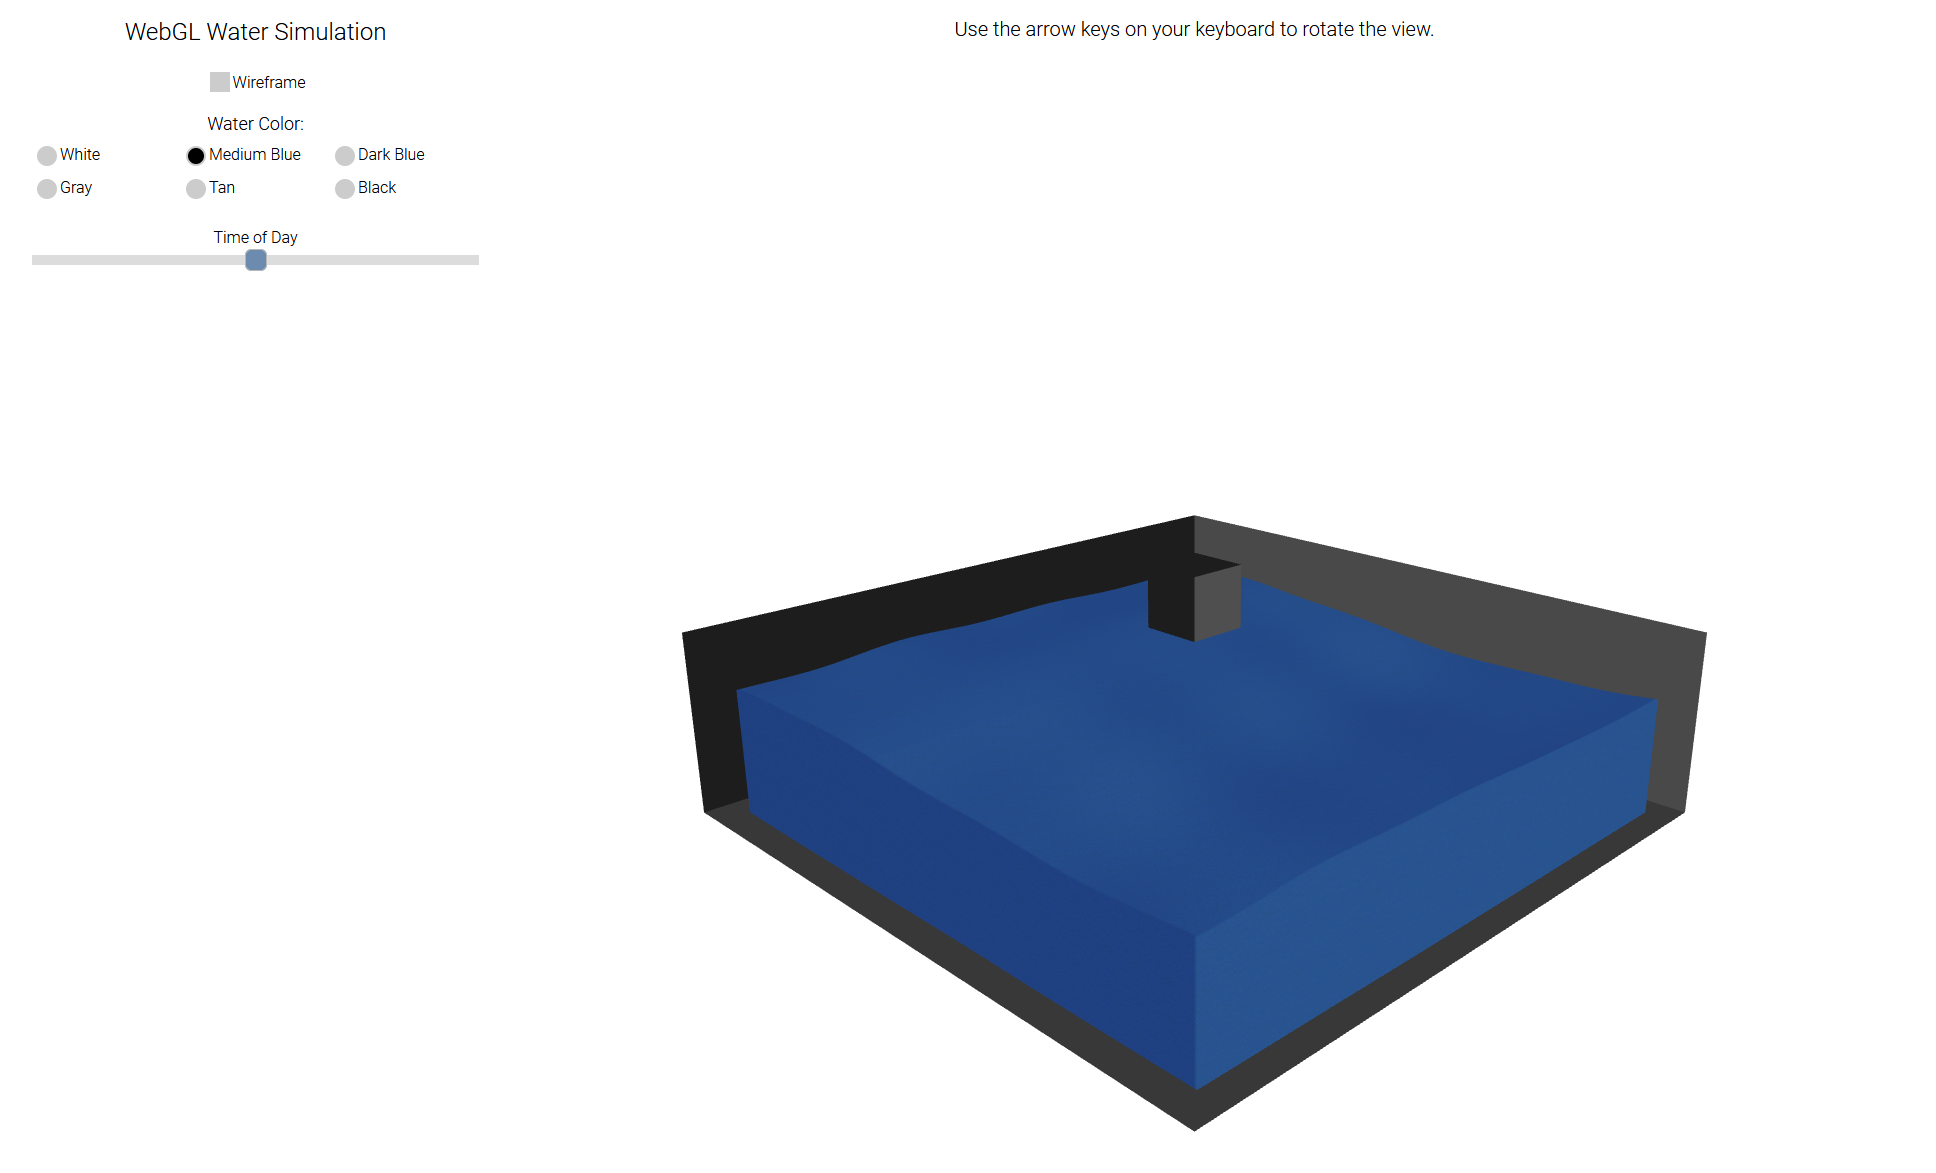 WebGL Water Simulation
Use the arrow keys on your keyboard to rotate the view.
Wireframe
Water Color:
White
Medium Blue
Dark Blue
Gray
Tan
Black
Time of Day